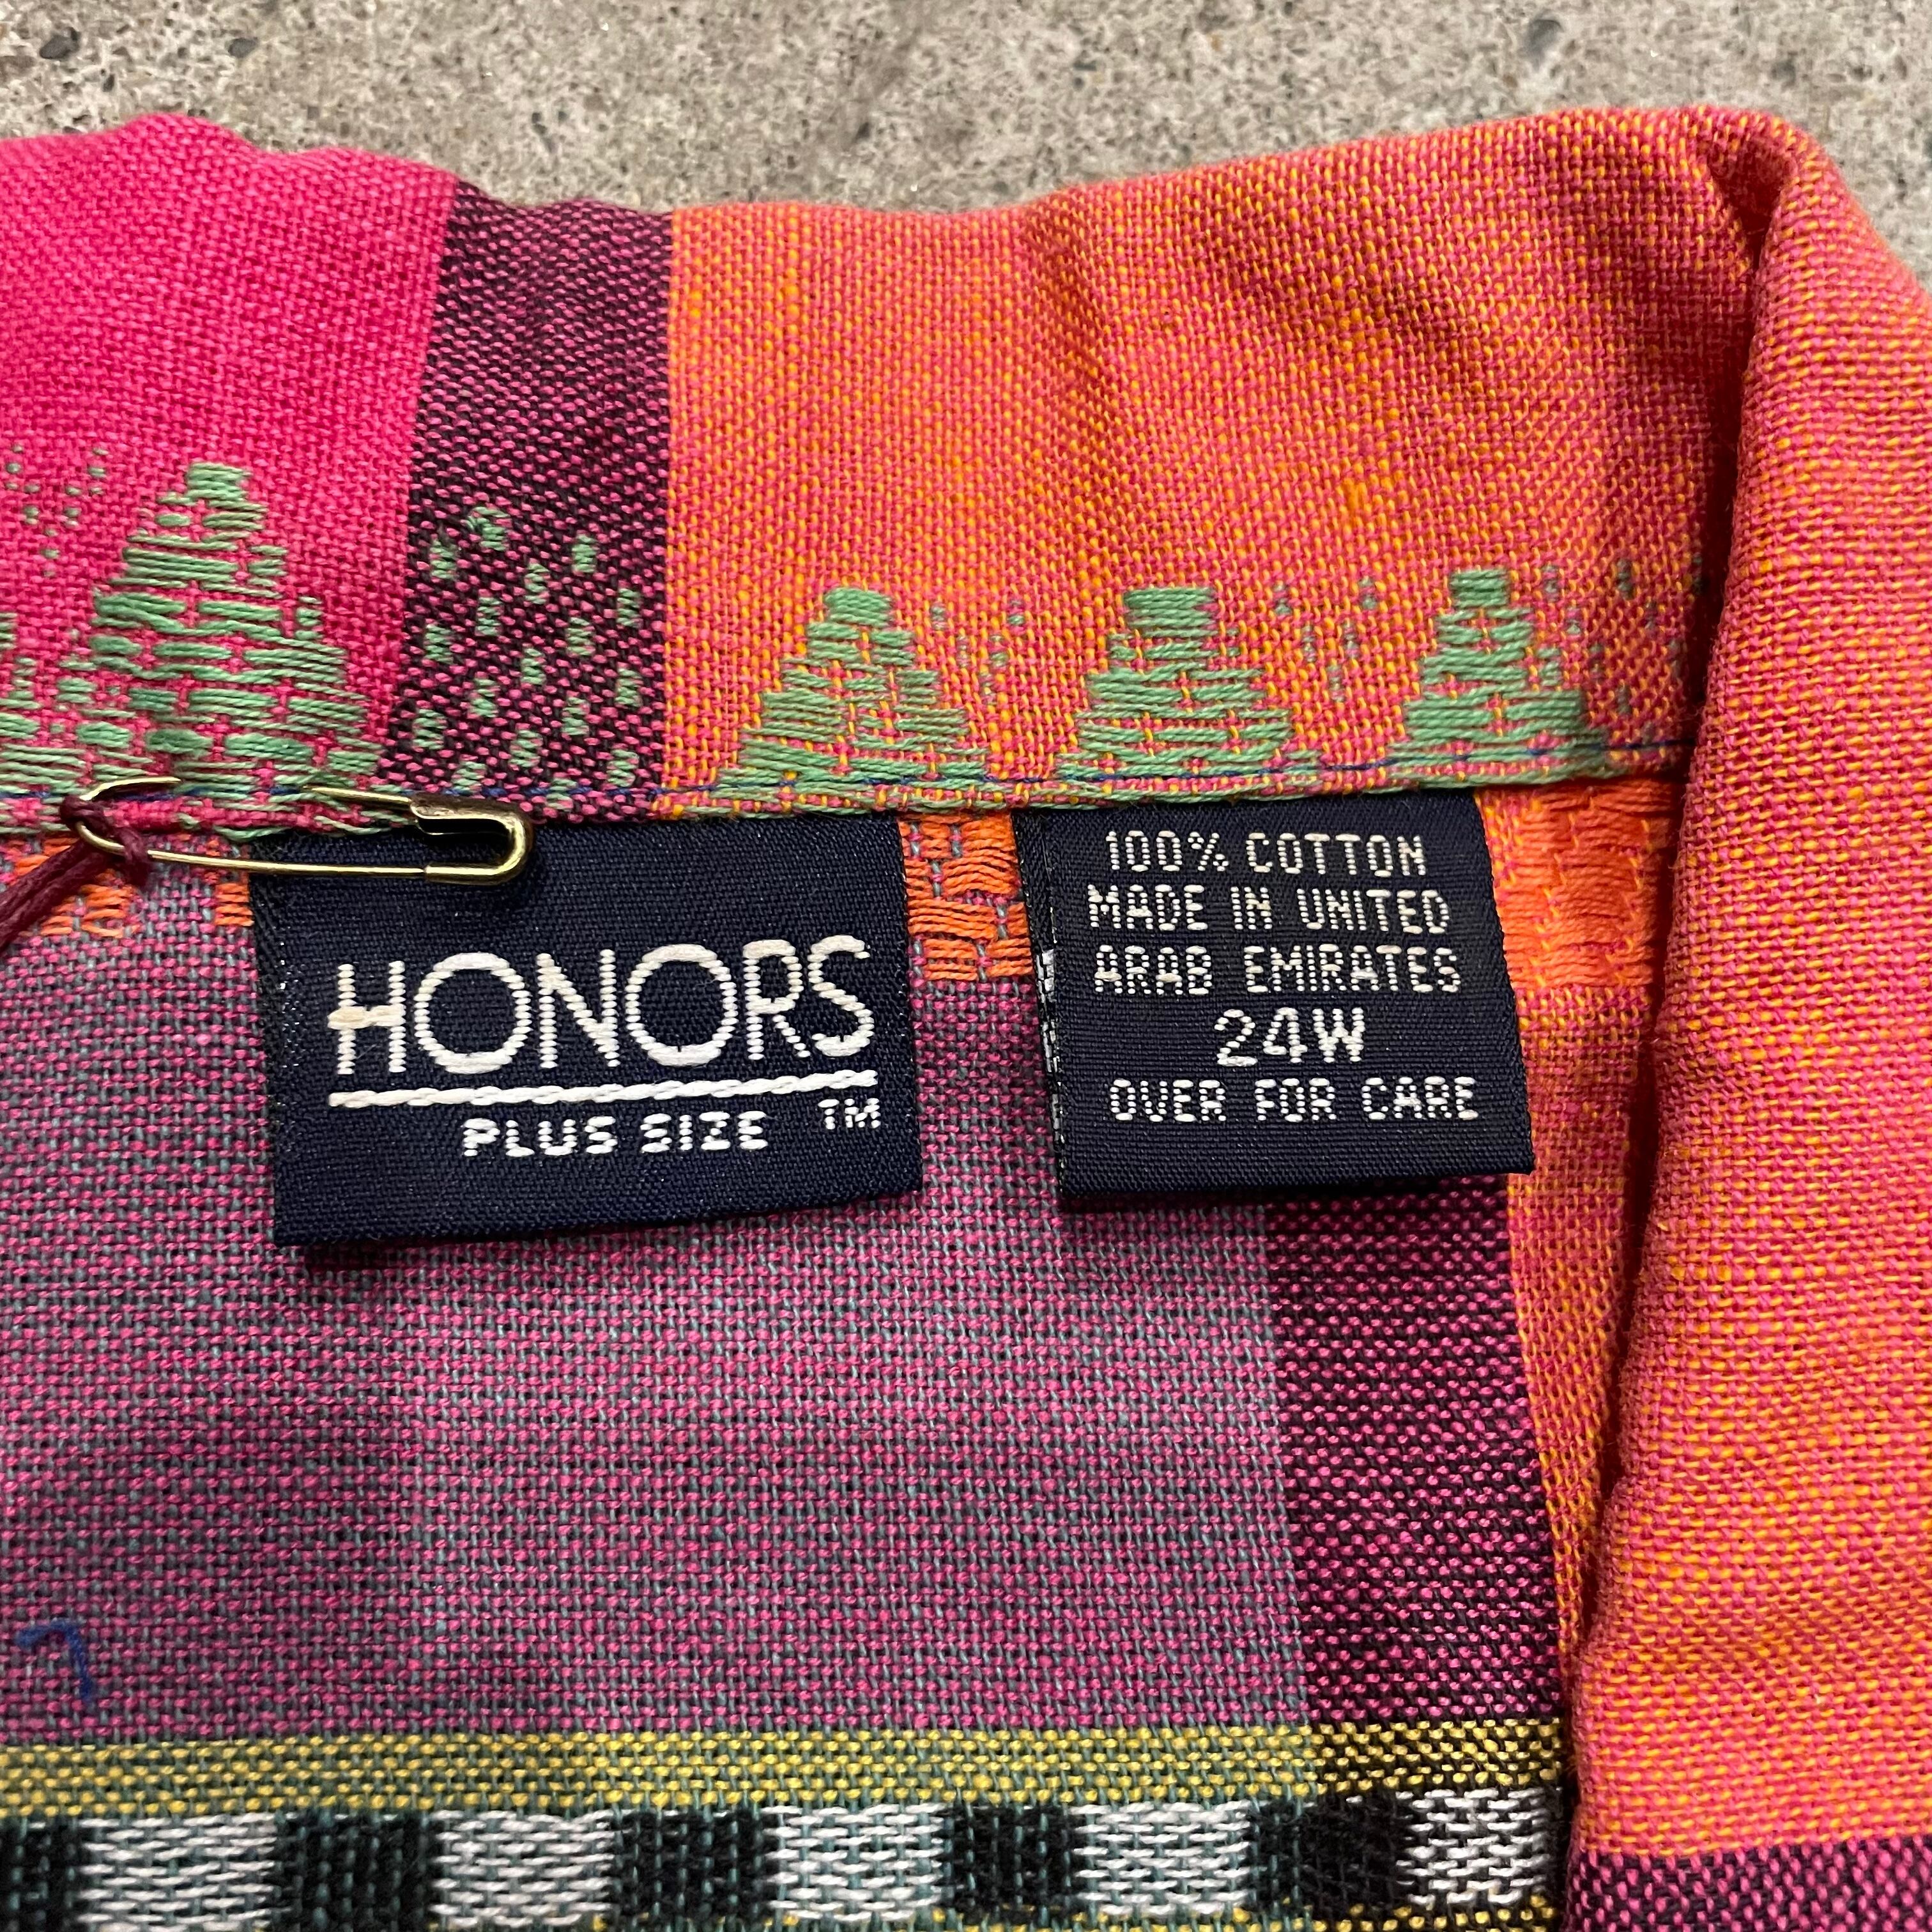 HONORS
PLUS SIZE ™
100% COTTON
MADE IN UNITED
ARAB EMIRATES
24W
OVER FOR CARE